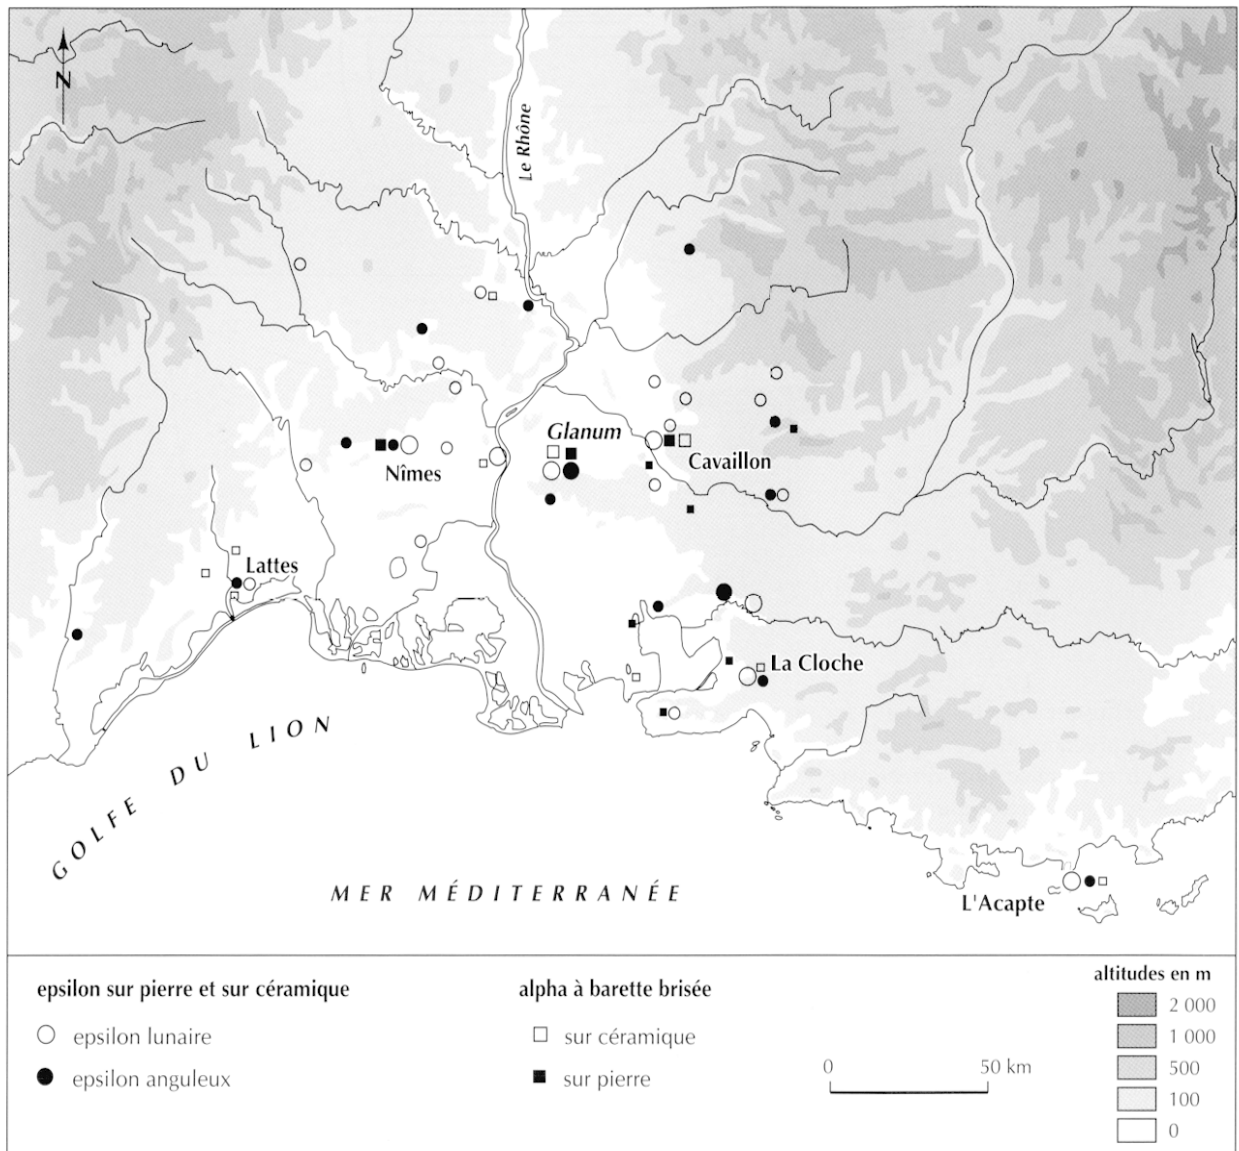 N
Le Rhône
Glanum
Cavaillon
Nîmes
Lattes
La Cloche
GOLFE DU LION
MER MÉDITERRANÉE
L'Acapte
epsilon sur pierre et sur céramique
epsilon lunaire
epsilon anguleux
alpha à barette brisée
sur céramique
sur pierre
0 50 km
altitudes en m
2 000
1 000
500
100
0